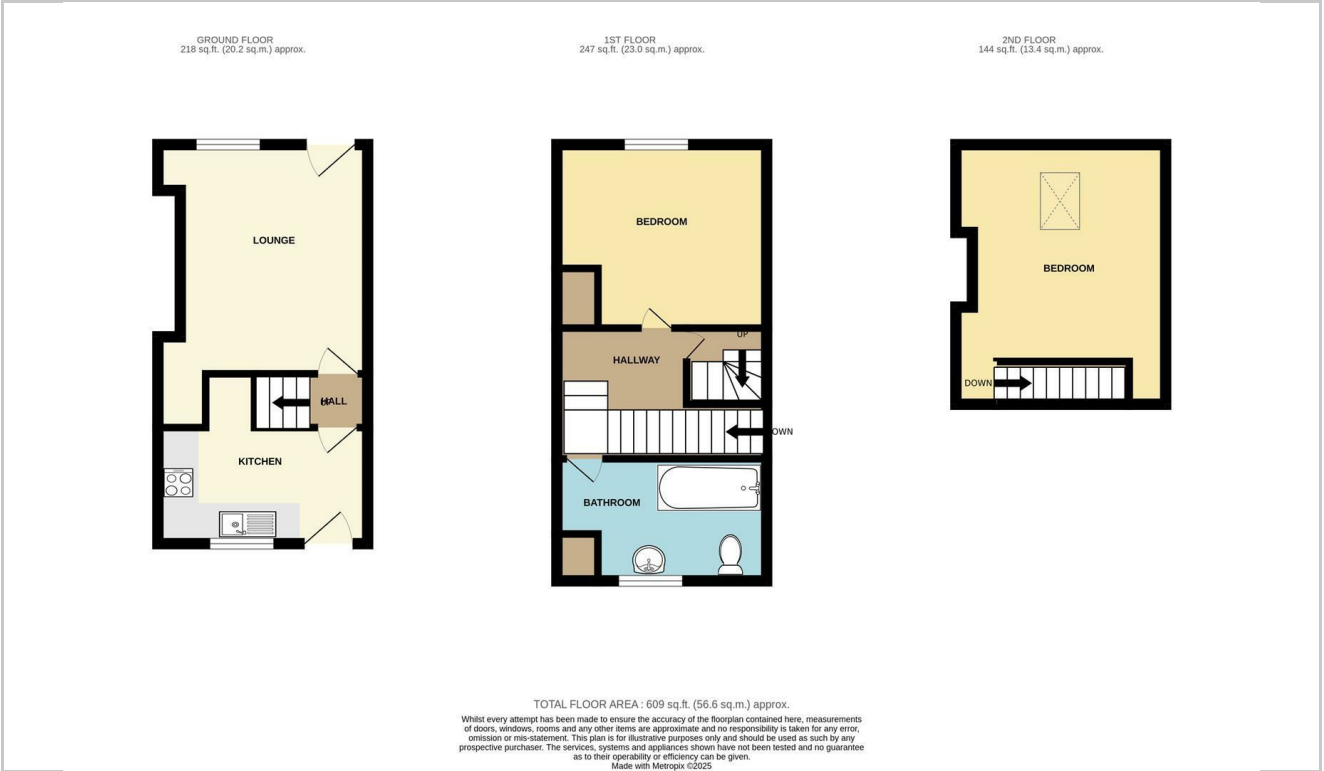 GROUND FLOOR
218 sq.ft. (20.2 sq.m.) approx.
1ST FLOOR
247 sq.ft. (23.0 sq.m.) approx.
2ND FLOOR
144 sq.ft. (13.4 sq.m.) approx.
LOUNGE
UP
HALL
KITCHEN
BEDROOM
HALLWAY
UP
DOWN
BATHROOM
BEDROOM
DOWN
TOTAL FLOOR AREA : 609 sq.ft. (56.6 sq.m.) approx.
Whilst every attempt has been made to ensure the accuracy of the floorplan contained here, measurements
of doors, windows, rooms and any other items are approximate and no responsibility is taken for any error,
omission or mis-statement. This plan is for illustrative purposes only and should be used as such by any
prospective purchaser. The services, systems and appliances shown have not been tested and no guarantee
as to their operability or efficiency can be given.
Made with Metropix ©2025